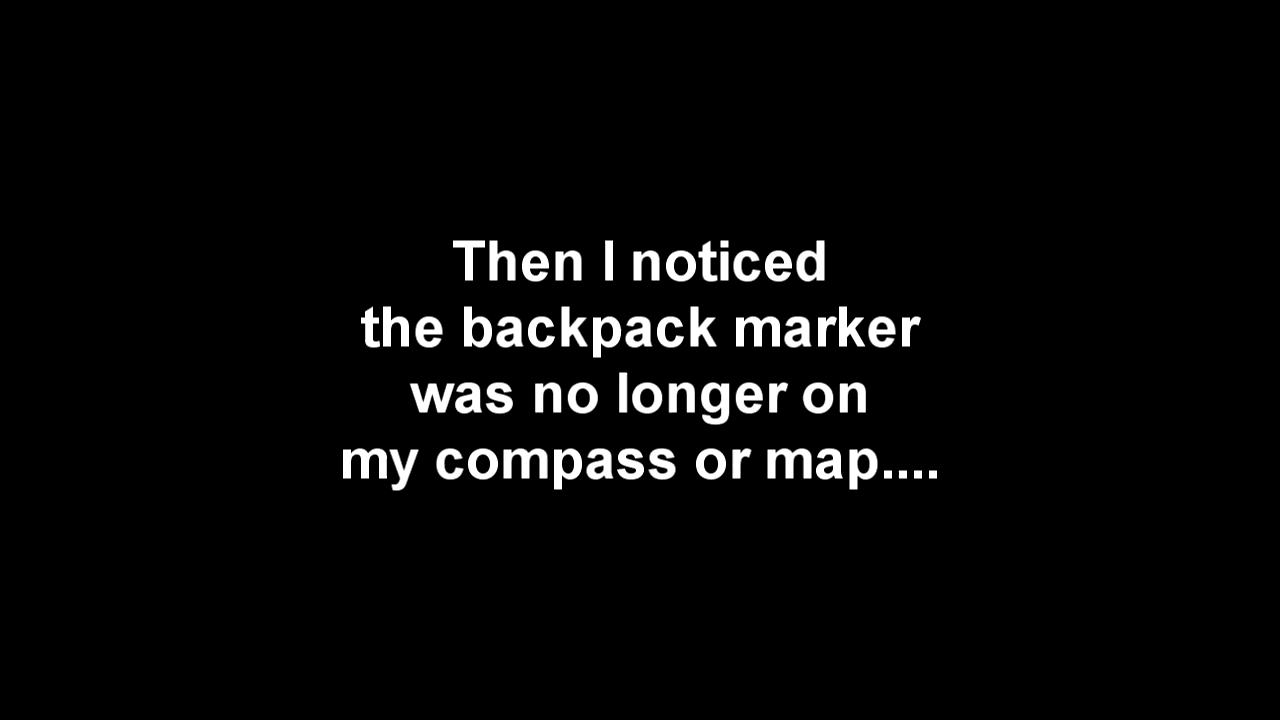 Then I noticed
the backpack marker
was no longer on
my compass or map....